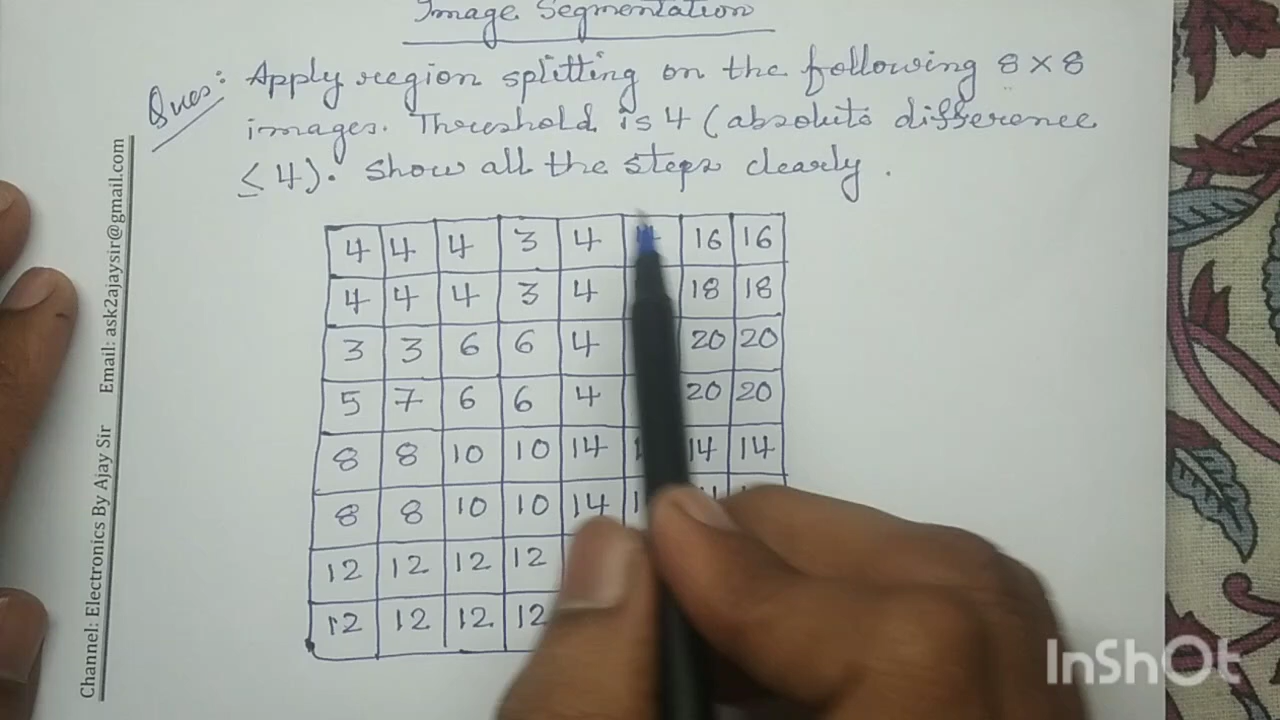 Image Segmentation
Ques: Apply region splitting on the following 8 × 8
images. Threshold is 4 (absolute difference
≤ 4). Show all the steps clearly.
4 4 4 3 4 16 16
4 4 4 3 4 18 18
3 3 6 6 4 20 20
5 7 6 6 4 20 20
8 8 10 10 14 14 14
8 8 10 10 14
12 12 12 12
12 12 12 12
Channel: Electronics By Ajay Sir Email: ask2ajaysir@gmail.com
InShOt